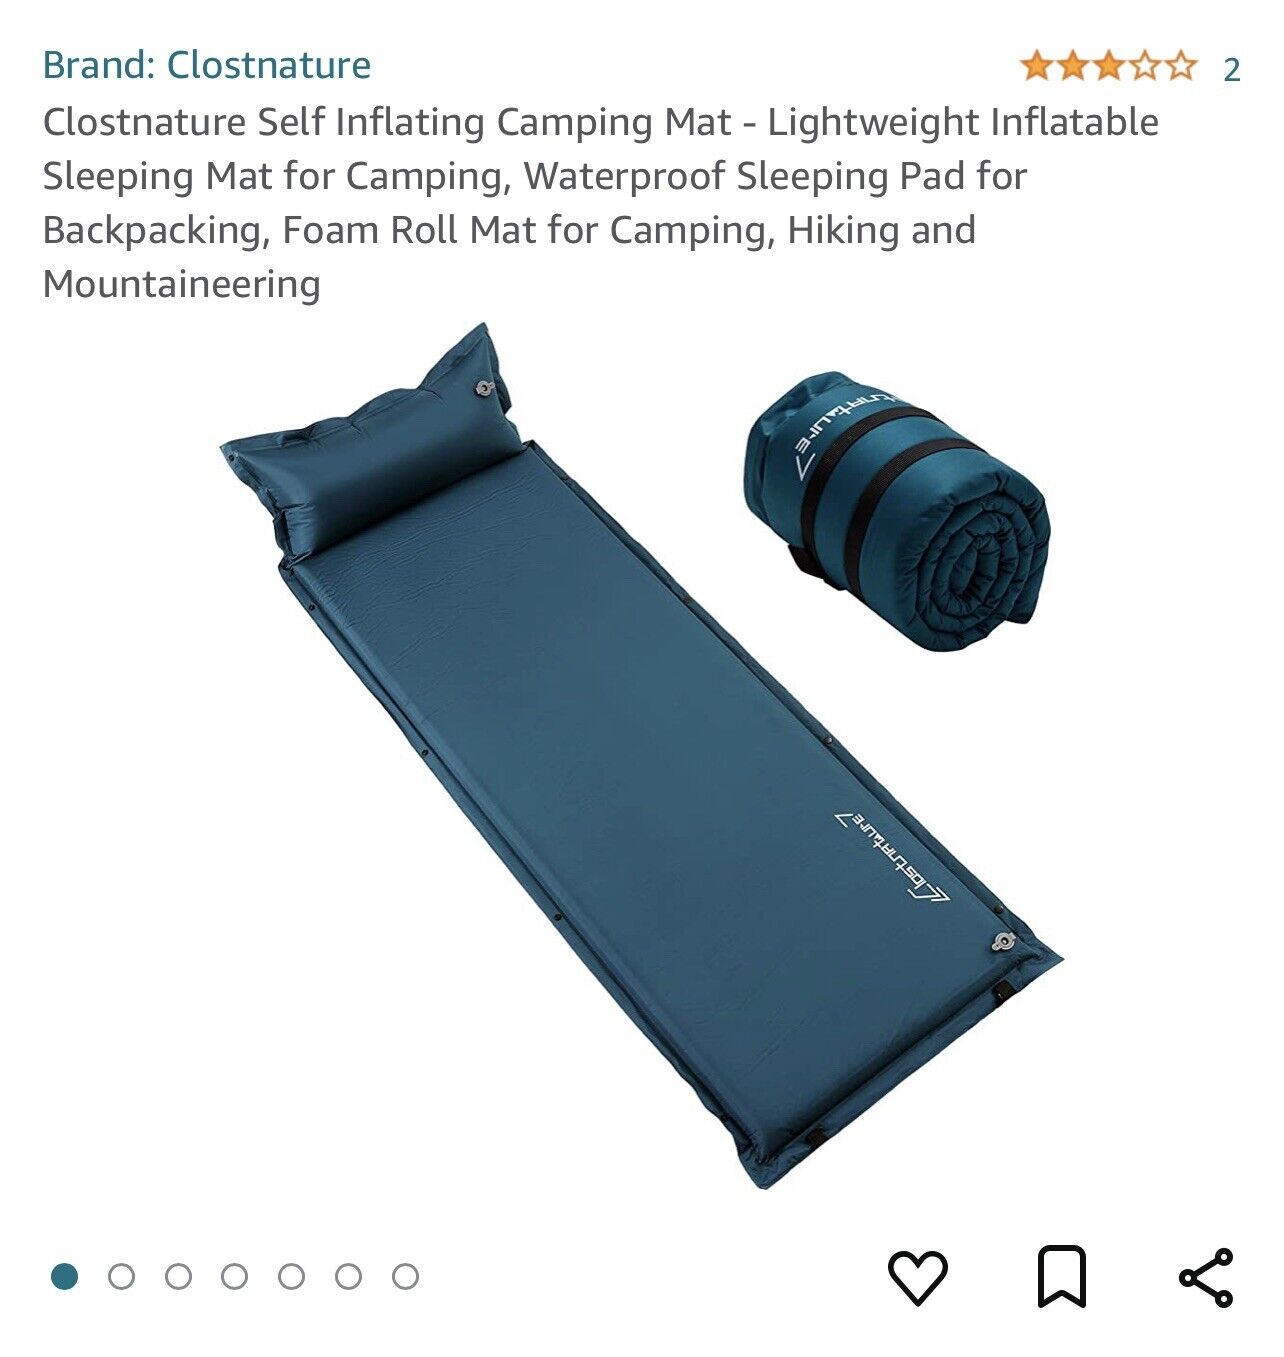 Brand: Clostnature
2
Clostnature Self Inflating Camping Mat - Lightweight Inflatable
Sleeping Mat for Camping, Waterproof Sleeping Pad for
Backpacking, Foam Roll Mat for Camping, Hiking and
Mountaineering
Clostnature